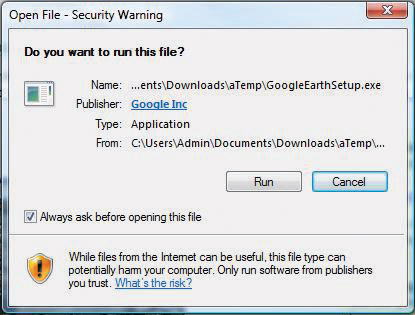 Open File - Security Warning
Do you want to run this file?
Name: ...ents\Downloads\aTemp\GoogleEarthSetup.exe
Publisher: Google Inc
Type: Application
From: C:\Users\Admin\Documents\Downloads\aTemp\...
Run Cancel
Always ask before opening this file
While files from the Internet can be useful, this file type can
potentially harm your computer. Only run software from publishers
you trust. What's the risk?